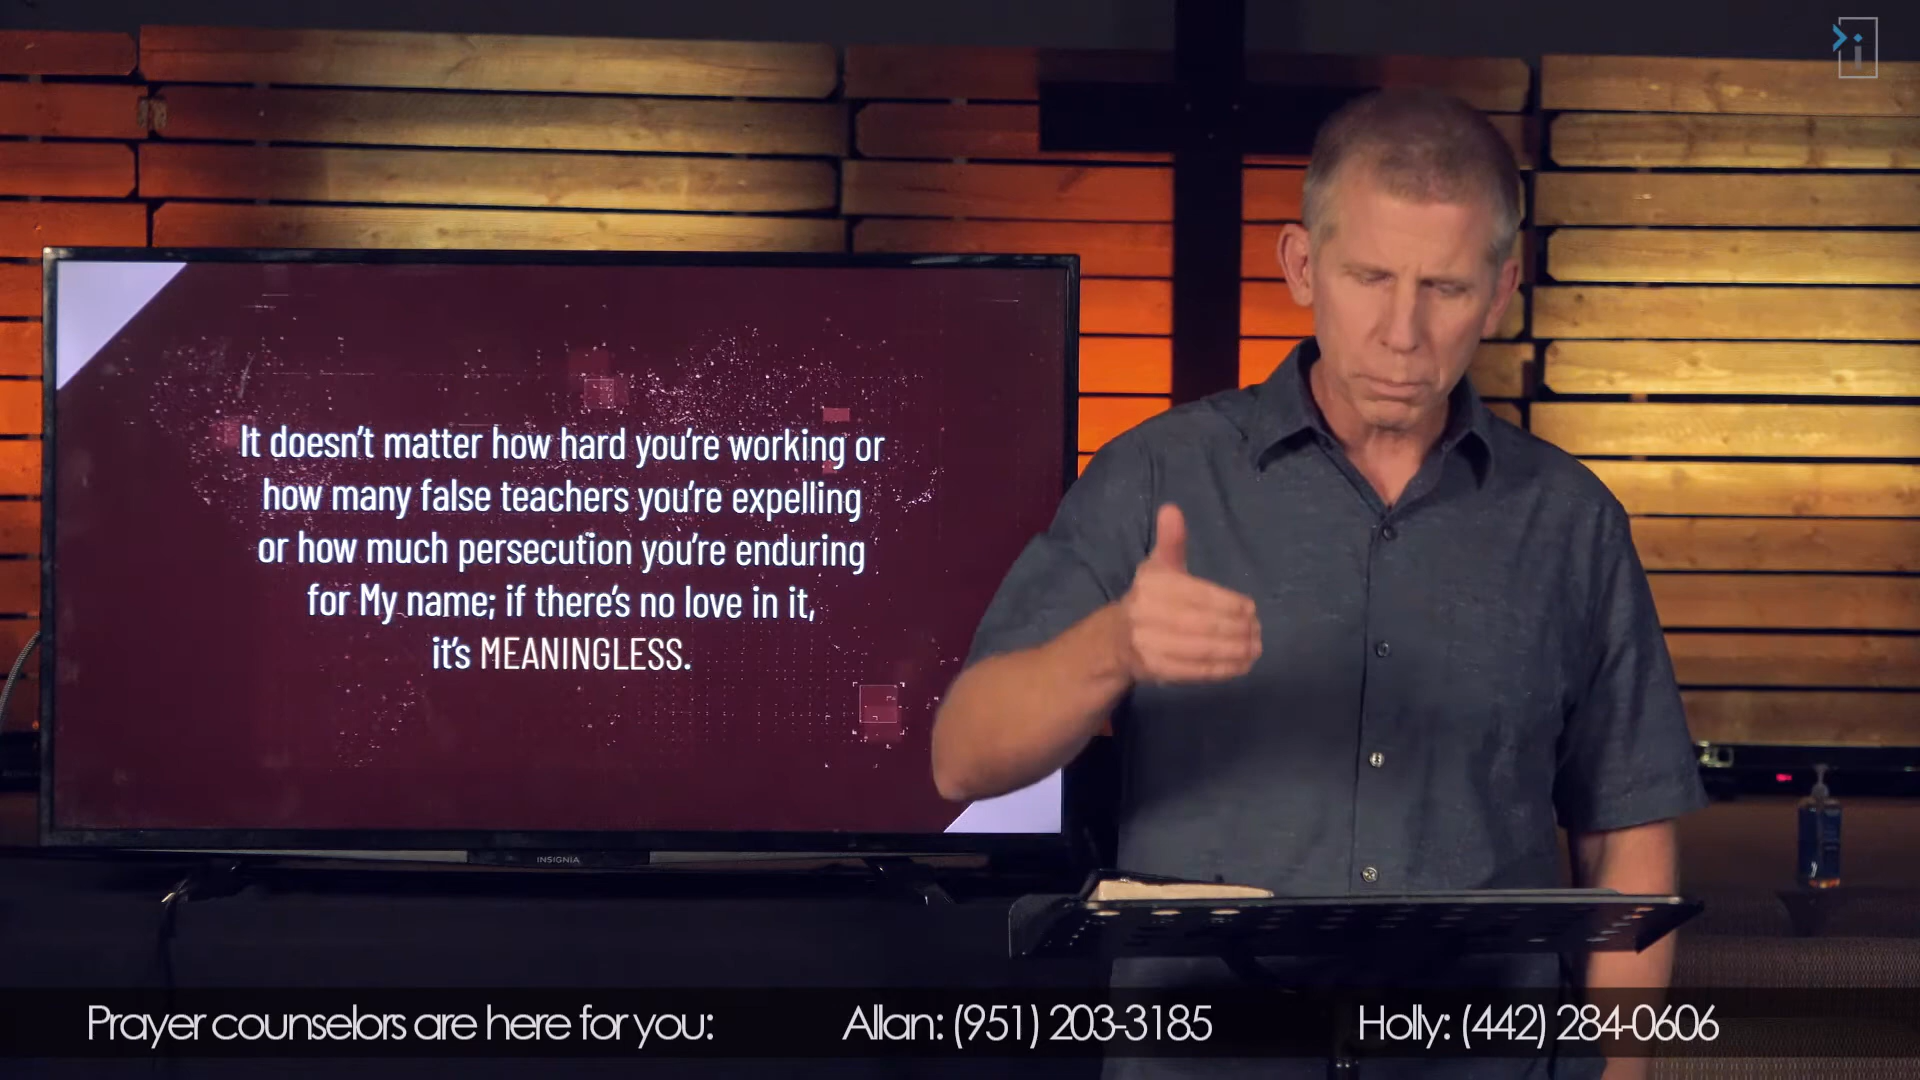 It doesn't matter how hard you're working or
how many false teachers you're expelling
or how much persecution you're enduring
for My name; if there's no love in it,
it's MEANINGLESS.
INSIGNIA
Prayer counselors are here for you: Allan: (951) 203-3185 Holly: (442) 284-0606